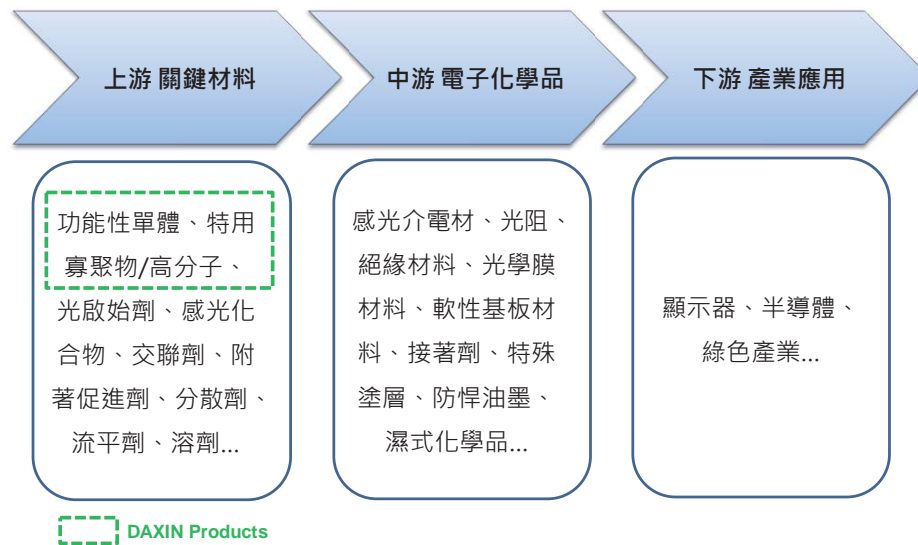 上游 關鍵材料
中游 電子化學品
下游 產業應用
功能性單體、特用
寡聚物/高分子、
光啟始劑、感光化
合物、交聯劑、附
著促進劑、分散劑、
流平劑、溶劑...
感光介電材、光阻、
絕緣材料、光學膜
材料、軟性基板材
料、接著劑、特殊
塗層、防悍油墨、
濕式化學品...
顯示器、半導體、
綠色產業...
DAXIN Products